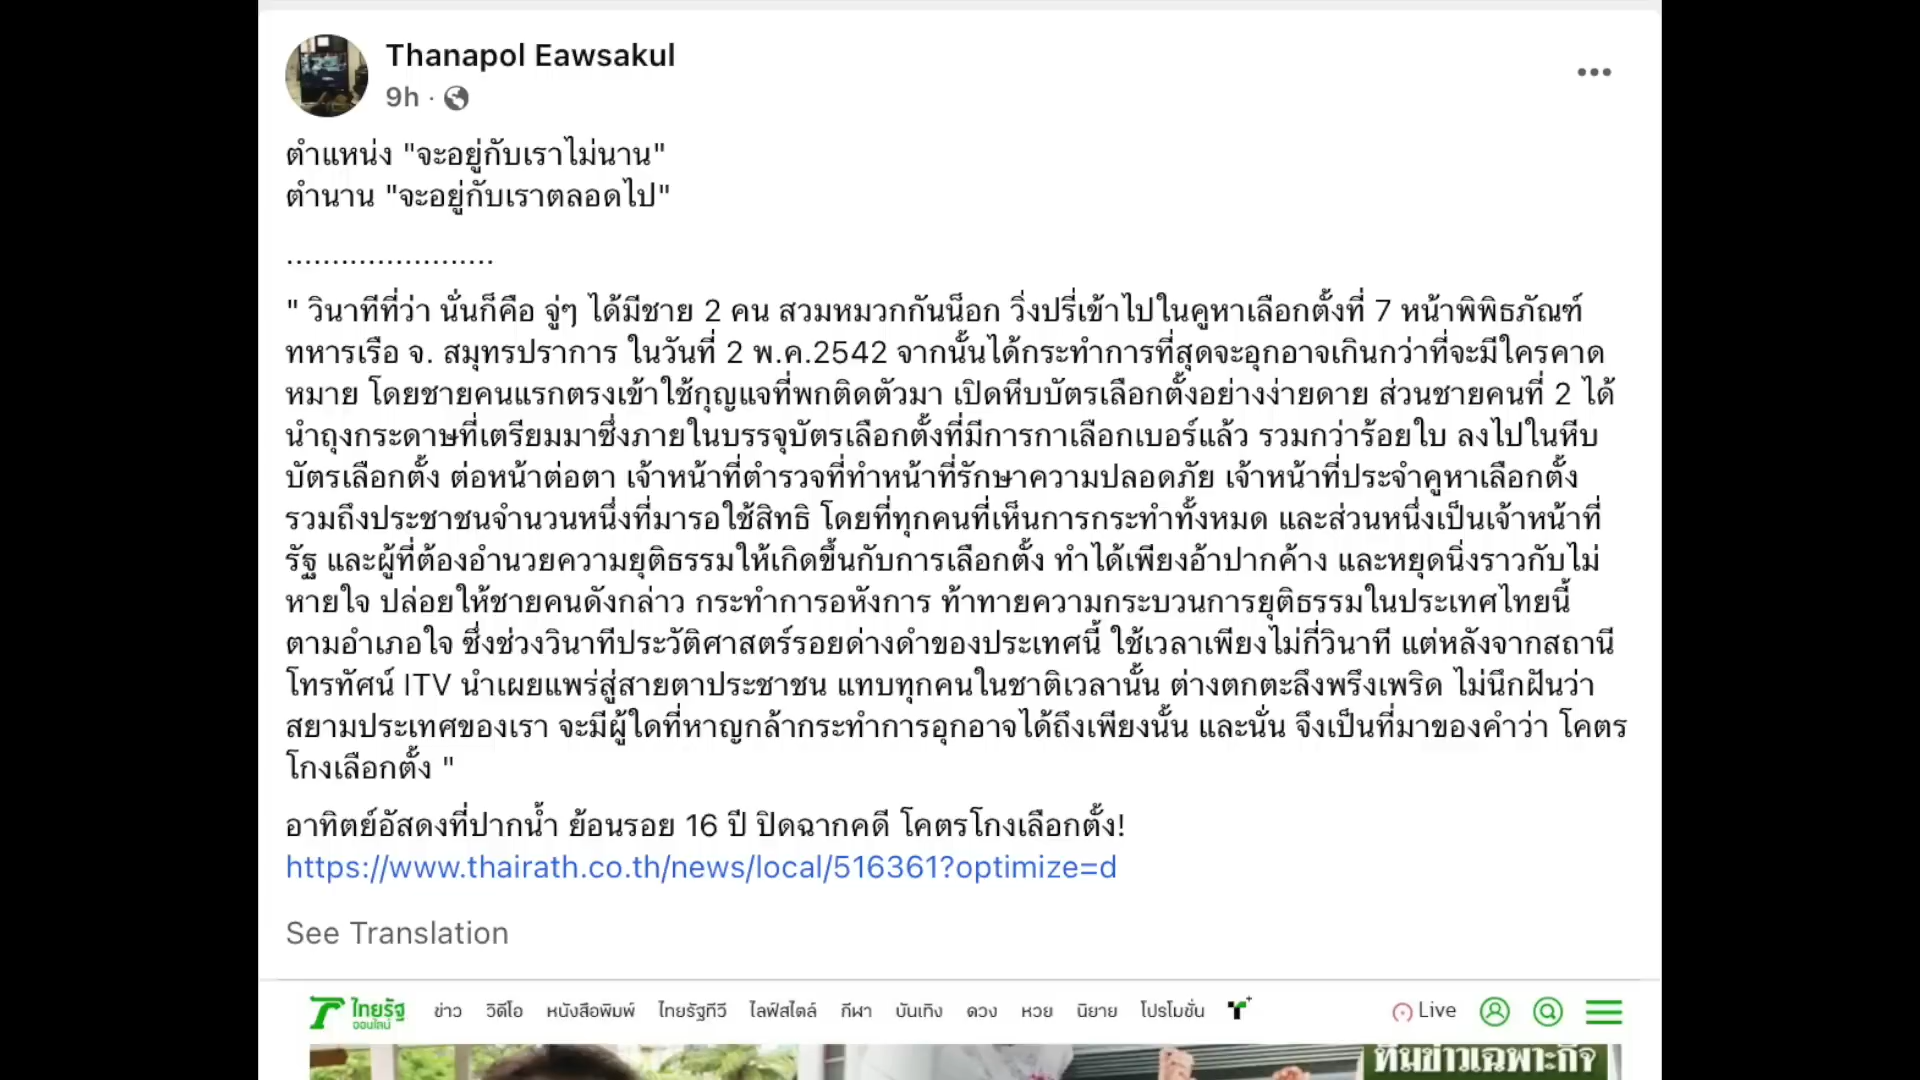 Thanapol Eawsakul
9h ·
ตำแหน่ง "จะอยู่กับเราไม่นาน"
ตำนาน "จะอยู่กับเราตลอดไป"
.......................
" วินาทีที่ว่า นั่นก็คือ จู่ๆ ได้มีชาย 2 คน สวมหมวกกันน็อก วิ่งปรี่เข้าไปในคูหาเลือกตั้งที่ 7 หน้าพิพิธภัณฑ์
ทหารเรือ จ. สมุทรปราการ ในวันที่ 2 พ.ค.2542 จากนั้นได้กระทำการที่สุดจะอุกอาจเกินกว่าที่จะมีใครคาด
หมาย โดยชายคนแรกตรงเข้าใช้กุญแจที่พกติดตัวมา เปิดหีบบัตรเลือกตั้งอย่างง่ายดาย ส่วนชายคนที่ 2 ได้
นำถุงกระดาษที่เตรียมมาซึ่งภายในบรรจุบัตรเลือกตั้งที่มีการกาเลือกเบอร์แล้ว รวมกว่าร้อยใบ ลงไปในหีบ
บัตรเลือกตั้ง ต่อหน้าต่อตา เจ้าหน้าที่ตำรวจที่ทำหน้าที่รักษาความปลอดภัย เจ้าหน้าที่ประจำคูหาเลือกตั้ง
รวมถึงประชาชนจำนวนหนึ่งที่มารอใช้สิทธิ โดยที่ทุกคนที่เห็นการกระทำทั้งหมด และส่วนหนึ่งเป็นเจ้าหน้าที่
รัฐ และผู้ที่ต้องอำนวยความยุติธรรมให้เกิดขึ้นกับการเลือกตั้ง ทำได้เพียงอ้าปากค้าง และหยุดนิ่งราวกับไม่
หายใจ ปล่อยให้ชายคนดังกล่าว กระทำการอหังการ ท้าทายความกระบวนการยุติธรรมในประเทศไทยนี้
ตามอำเภอใจ ซึ่งช่วงวินาทีประวัติศาสตร์รอยด่างดำของประเทศนี้ ใช้เวลาเพียงไม่กี่วินาที แต่หลังจากสถานี
โทรทัศน์ ITV นำเผยแพร่สู่สายตาประชาชน แทบทุกคนในชาติเวลานั้น ต่างตกตะลึงพรึงเพริด ไม่นึกฝันว่า
สยามประเทศของเรา จะมีผู้ใดที่หาญกล้ากระทำการอุกอาจได้ถึงเพียงนั้น และนั่น จึงเป็นที่มาของคำว่า โคตร
โกงเลือกตั้ง "
อาทิตย์อัสดงที่ปากน้ำ ย้อนรอย 16 ปี ปิดฉากคดี โคตรโกงเลือกตั้ง!
https://www.thairath.co.th/news/local/516361?optimize=d
See Translation
ไทยรัฐ ออนไลน์ ข่าว วิดีโอ หนังสือพิมพ์ ไทยรัฐทีวี ไลฟ์สไตล์ กีฬา บันเทิง ดวง หวย นิยาย โปรโมชั่น Live
ทีมข่าวเฉพาะกิจ